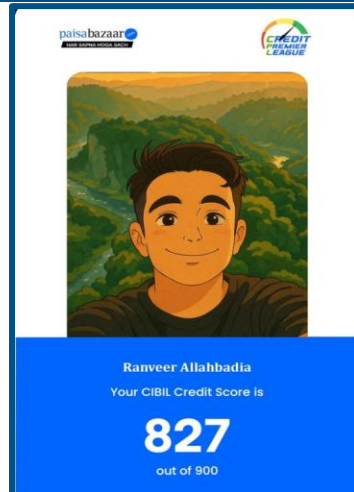 paisabazaar
HAR SAPNA HOGA SACH
CREDIT
PREMIER
LEAGUE
Ranveer Allahbadia
Your CIBIL Credit Score is
827
out of 900